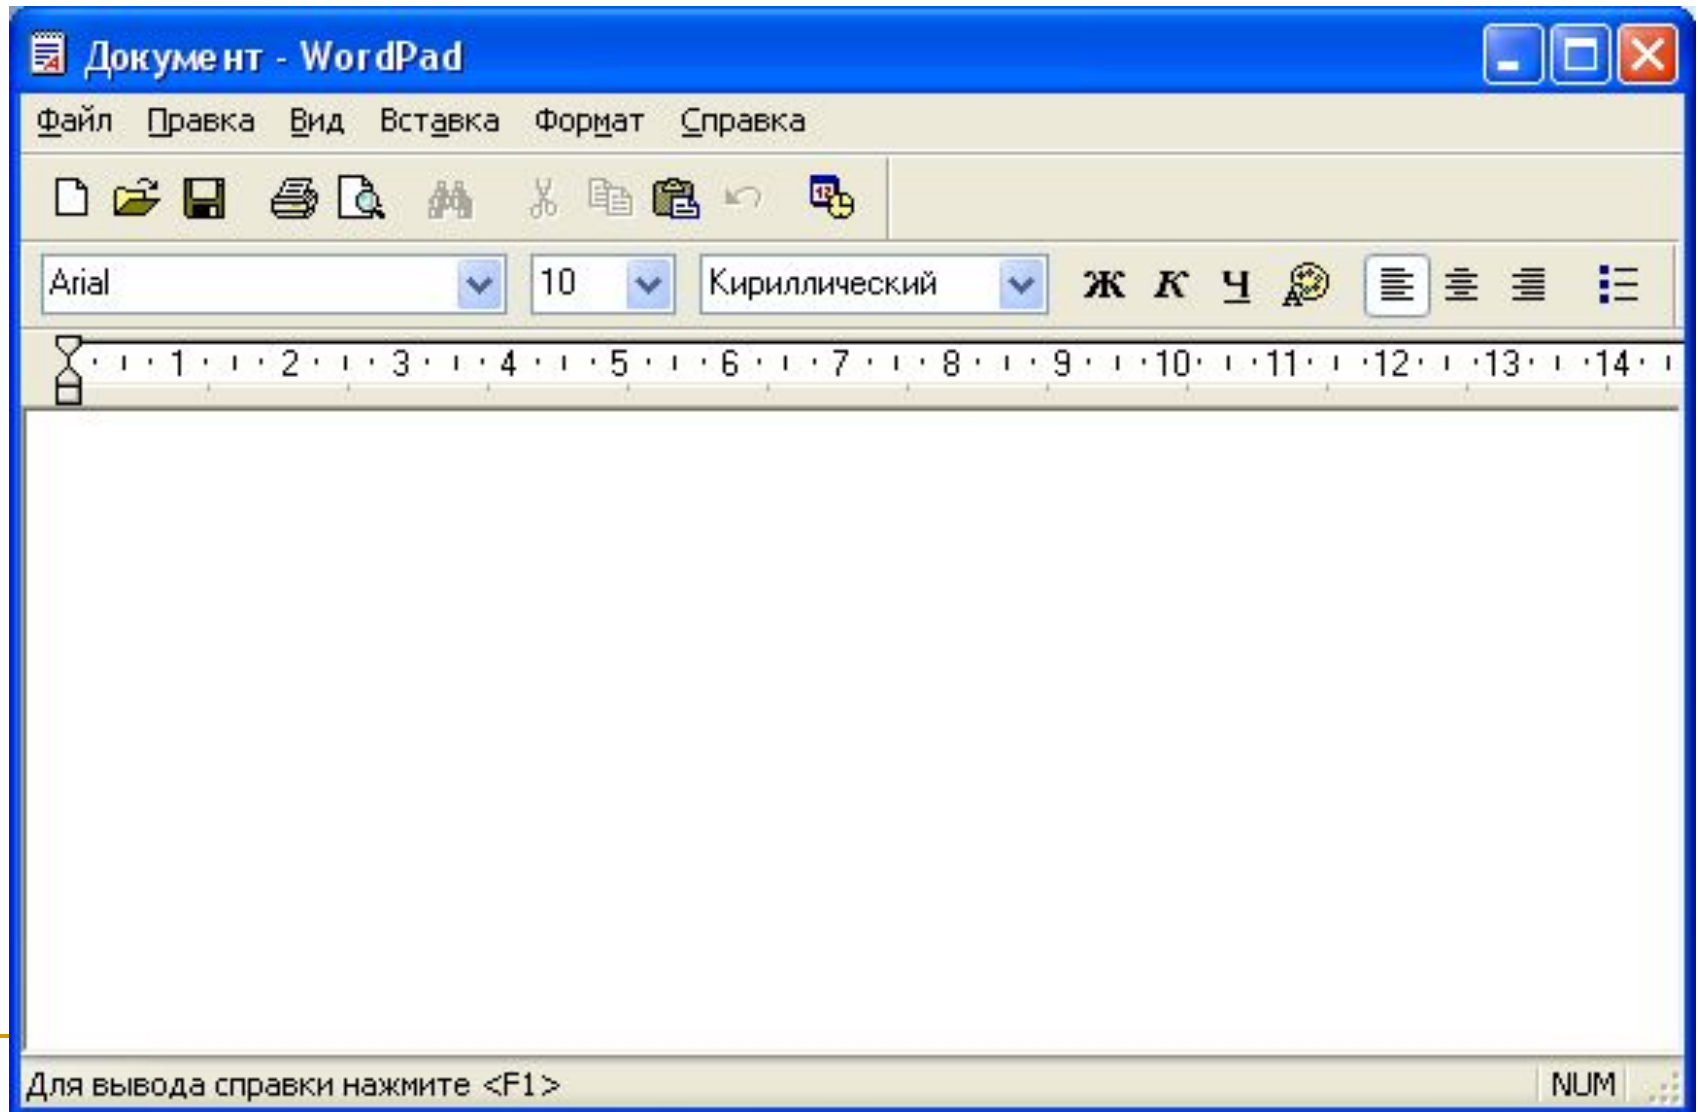 Документ - WordPad
Файл Правка Вид Вставка Формат Справка
12
Arial 10 Кириллический Ж К Ч A
1 2 3 4 5 6 7 8 9 10 11 12 13 14
Для вывода справки нажмите <F1> NUM